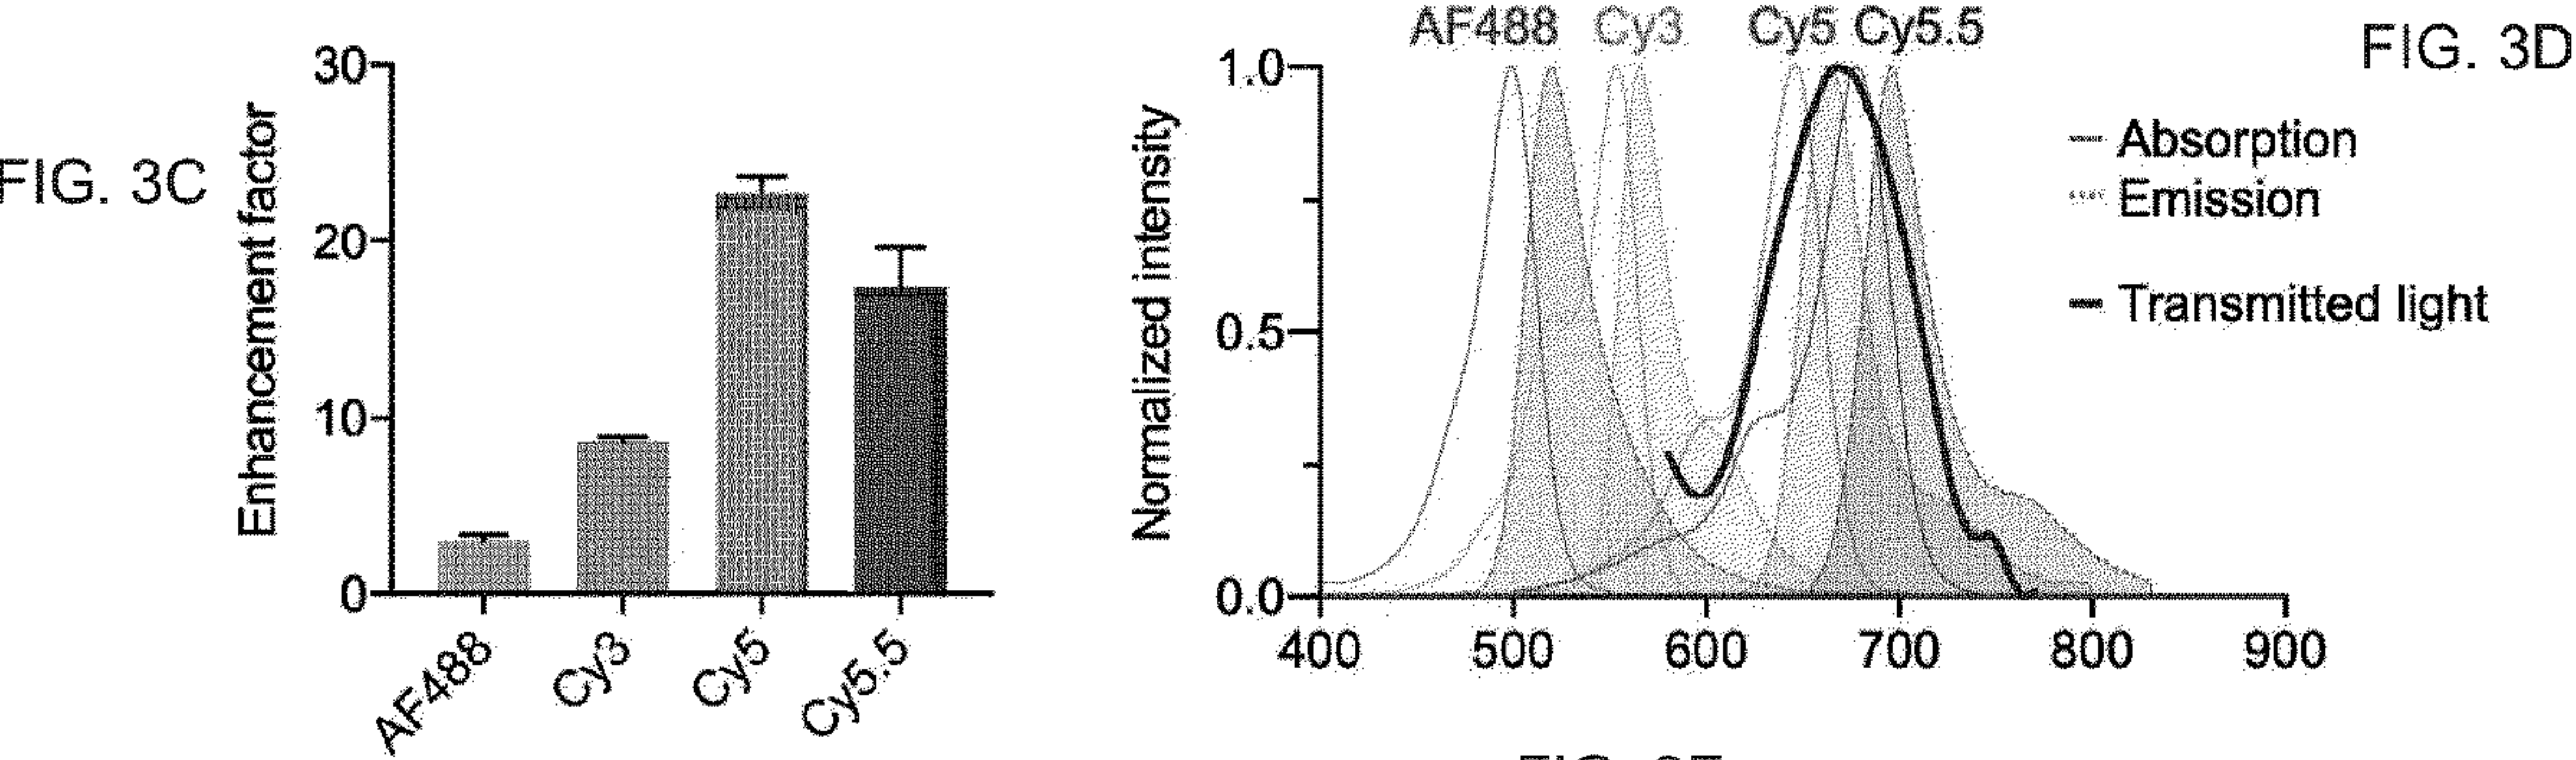 FIG. 3C
Enhancement factor
30
20
10
0
AF488
Cy3
Cy5
Cy5.5
FIG. 3D
AF488 Cy3 Cy5 Cy5.5
Normalized intensity
1.0
0.5
0.0
400 500 600 700 800 900
Absorption
Emission
Transmitted light